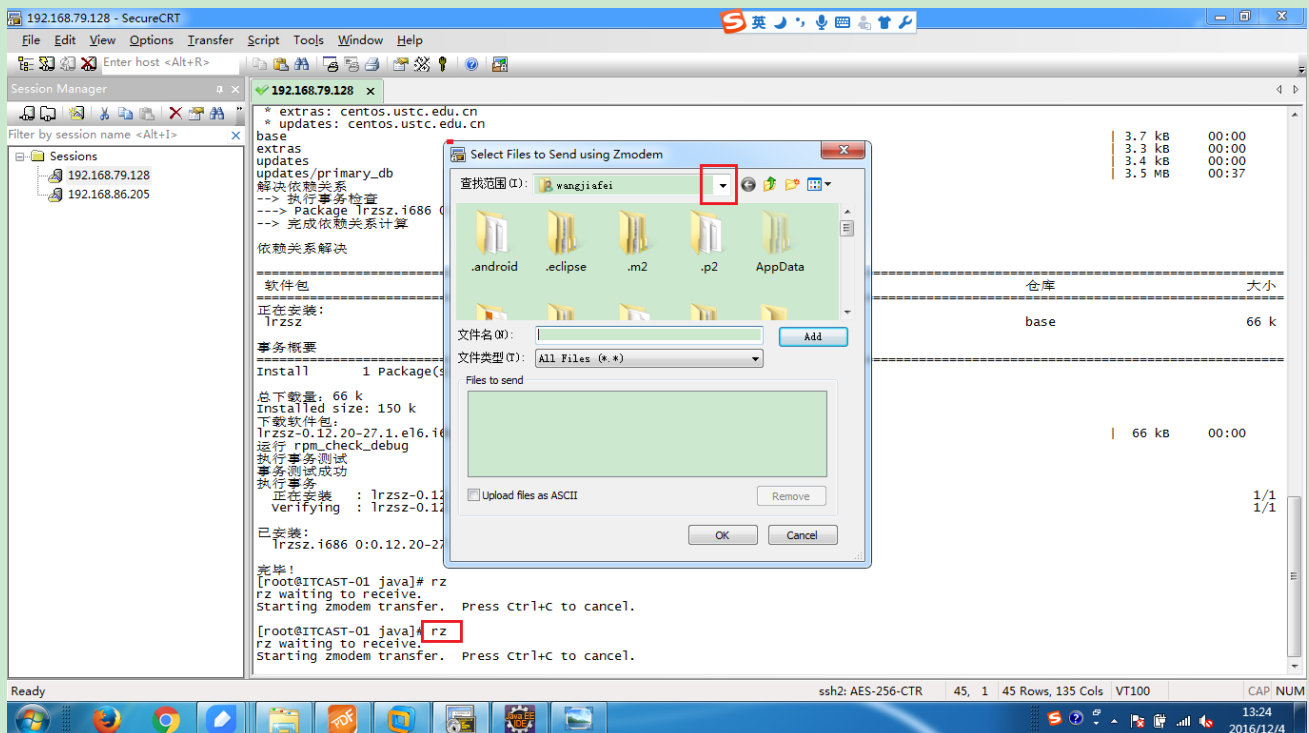 192.168.79.128 - SecureCRT
英
File Edit View Options Transfer Script Tools Window Help
Enter host <Alt+R>
Session Manager
192.168.79.128
Filter by session name <Alt+I>
Sessions
192.168.79.128
192.168.86.205
* extras: centos.ustc.edu.cn
* updates: centos.ustc.edu.cn
base | 3.7 kB 00:00
extras | 3.3 kB 00:00
updates | 3.4 kB 00:00
updates/primary_db | 3.5 MB 00:37
解决依赖关系
--> 执行事务检查
---> Package lrzsz.i686 0
--> 完成依赖关系计算
依赖关系解决
软件包 仓库 大小
正在安装:
lrzsz base 66 k
事务概要
Install 1 Package(s
总下载量：66 k
Installed size: 150 k
下载软件包:
lrzsz-0.12.20-27.1.el6.i6 | 66 kB 00:00
运行 rpm_check_debug
执行事务测试
事务测试成功
执行事务
正在安装 : lrzsz-0.12 1/1
Verifying : lrzsz-0.12 1/1
已安装:
lrzsz.i686 0:0.12.20-27
完毕！
[root@ITCAST-01 java]# rz
rz waiting to receive.
Starting zmodem transfer. Press Ctrl+C to cancel.
[root@ITCAST-01 java]# rz
rz waiting to receive.
Starting zmodem transfer. Press Ctrl+C to cancel.
Select Files to Send using Zmodem
查找范围(I): wangjiafei
.android .eclipse .m2 .p2 AppData
文件名(N): Add
文件类型(T): All Files (*.*)
Files to send
Upload files as ASCII Remove
OK Cancel
Ready ssh2: AES-256-CTR 45, 1 45 Rows, 135 Cols VT100 CAP NUM
PDF
Java EE
IDE
13:24
2016/12/4